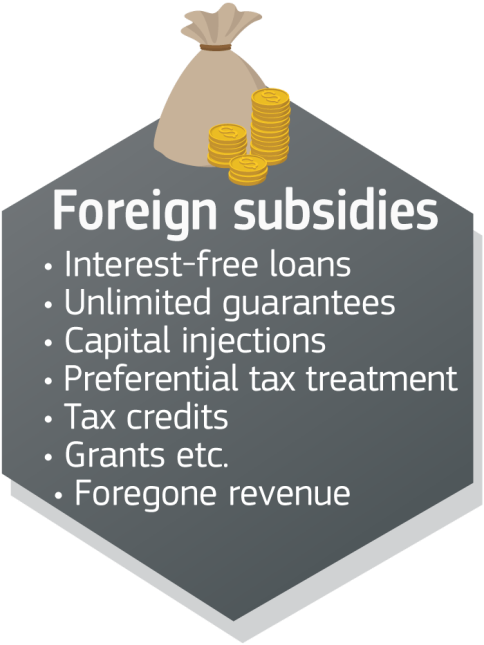 Foreign subsidies
• Interest-free loans
• Unlimited guarantees
• Capital injections
• Preferential tax treatment
• Tax credits
• Grants etc.
• Foregone revenue